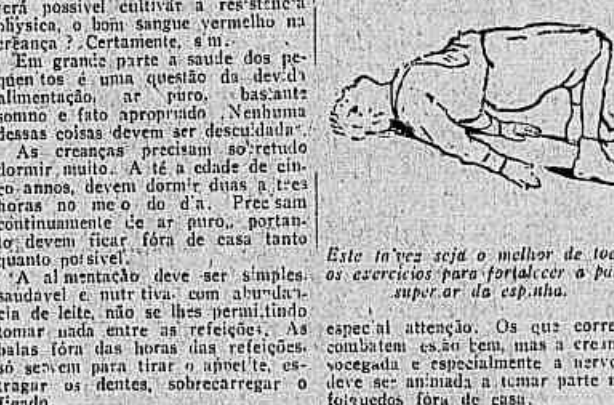 verá possivel cultivar a resistencia
physica, o bom sangue vermelho na
creança ? Certamente, sim.
Em grande parte a saude dos pe-
quentos é uma questão da devida
alimentação, ar puro, bastante
somno e fato apropriado. Nenhuma
dessas coisas devem ser descuidadas.
As creanças precisam sobretudo
dormir muito. A té a edade de cin-
co annos, devem dormir duas a tres
horas no meio do dia. Precisam
continuamente de ar puro, portan-
to, devem ficar fóra de casa tanto
quanto possivel.
A alimentação deve ser simples,
saudavel e nutritiva, com abundan-
cia de leite, não se lhes permitindo
tomar nada entre as refeições. As
balas fóra das horas das refeições,
só servem para tirar o appetite, es-
tragar os dentes, sobrecarregar o
figado
Este talvez seja o melhor de tod
os exercicios para fortalecer a pa
superior da espinha.
especial attenção. Os que corre
combatem estão bem, mas a crean
socegada e especialmente a nervo
deve ser animada a tomar parte n
folguedos fóra de casa.